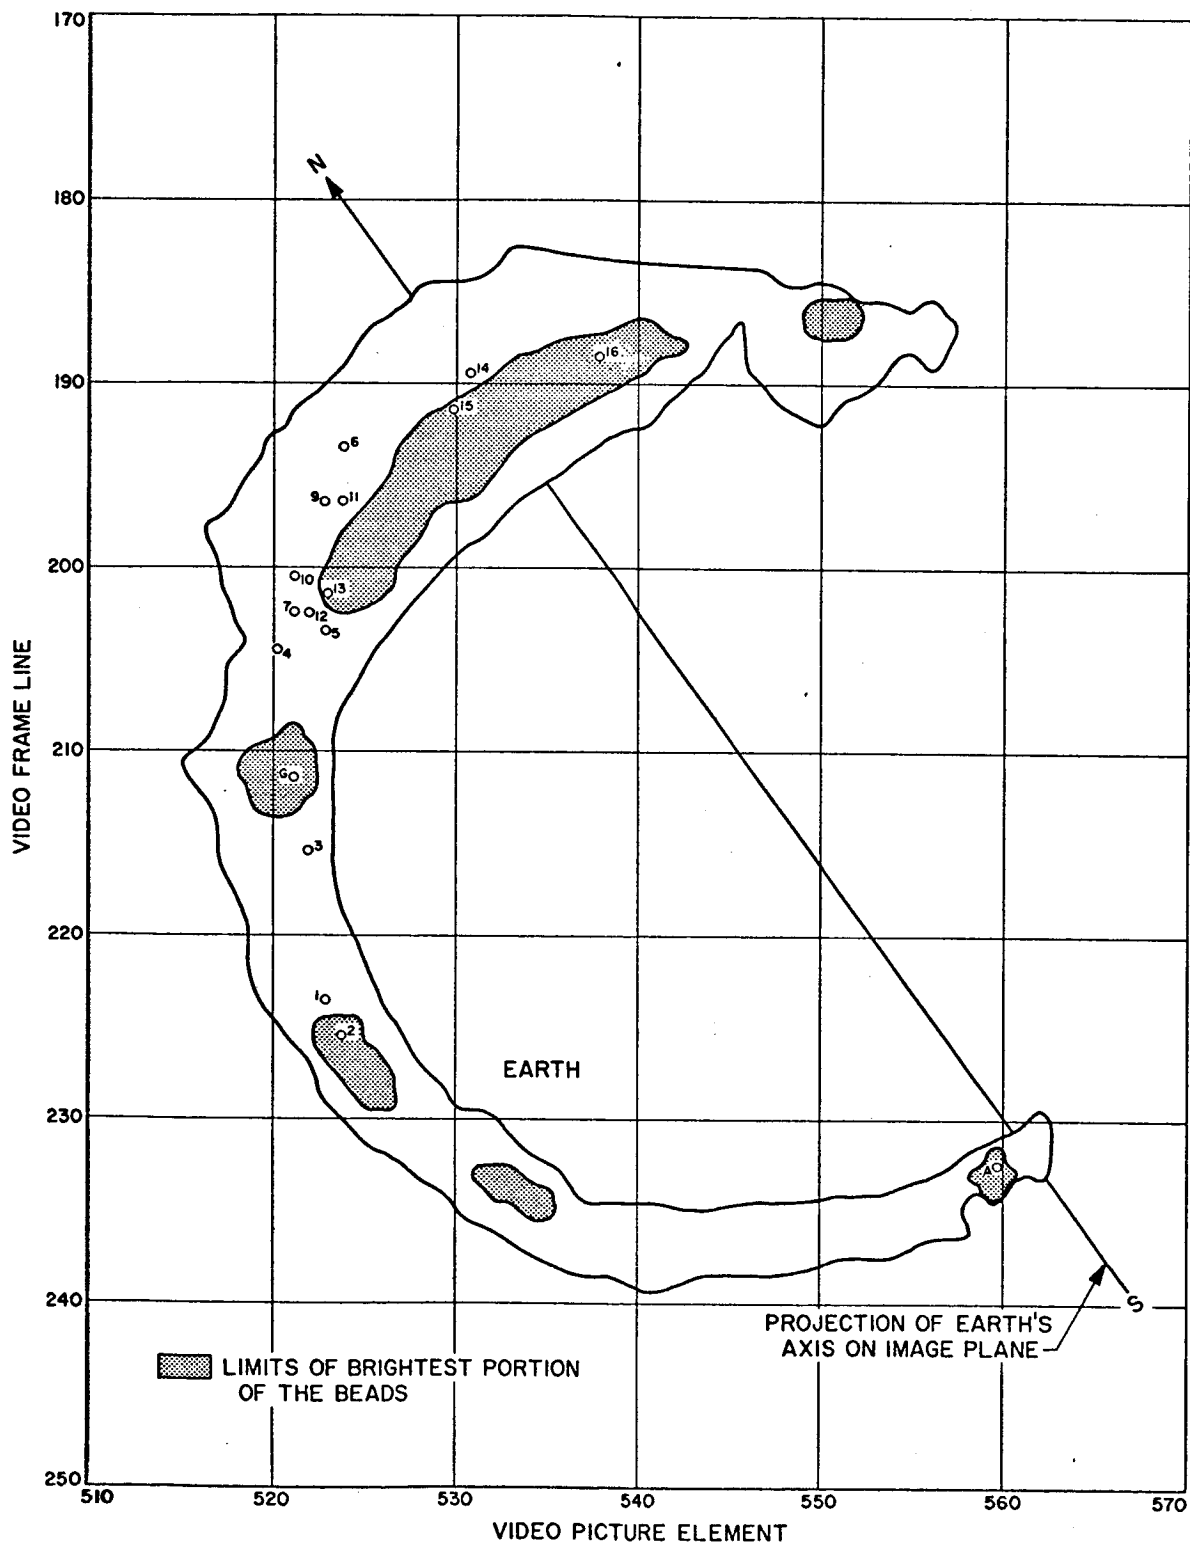 170
N
180
14
16
190
15
6
9 11
200
10
13
7 12
5
4
210
G
3
220
1
2
EARTH
230
A
240
S
PROJECTION OF EARTH'S
AXIS ON IMAGE PLANE
LIMITS OF BRIGHTEST PORTION
OF THE BEADS
250
510 520 530 540 550 560 570
VIDEO PICTURE ELEMENT
VIDEO FRAME LINE